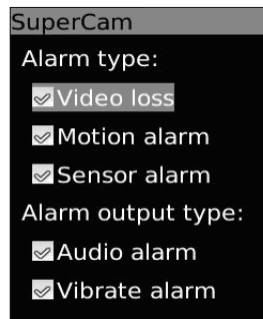 SuperCam
Alarm type:
Video loss
Motion alarm
Sensor alarm
Alarm output type:
Audio alarm
Vibrate alarm